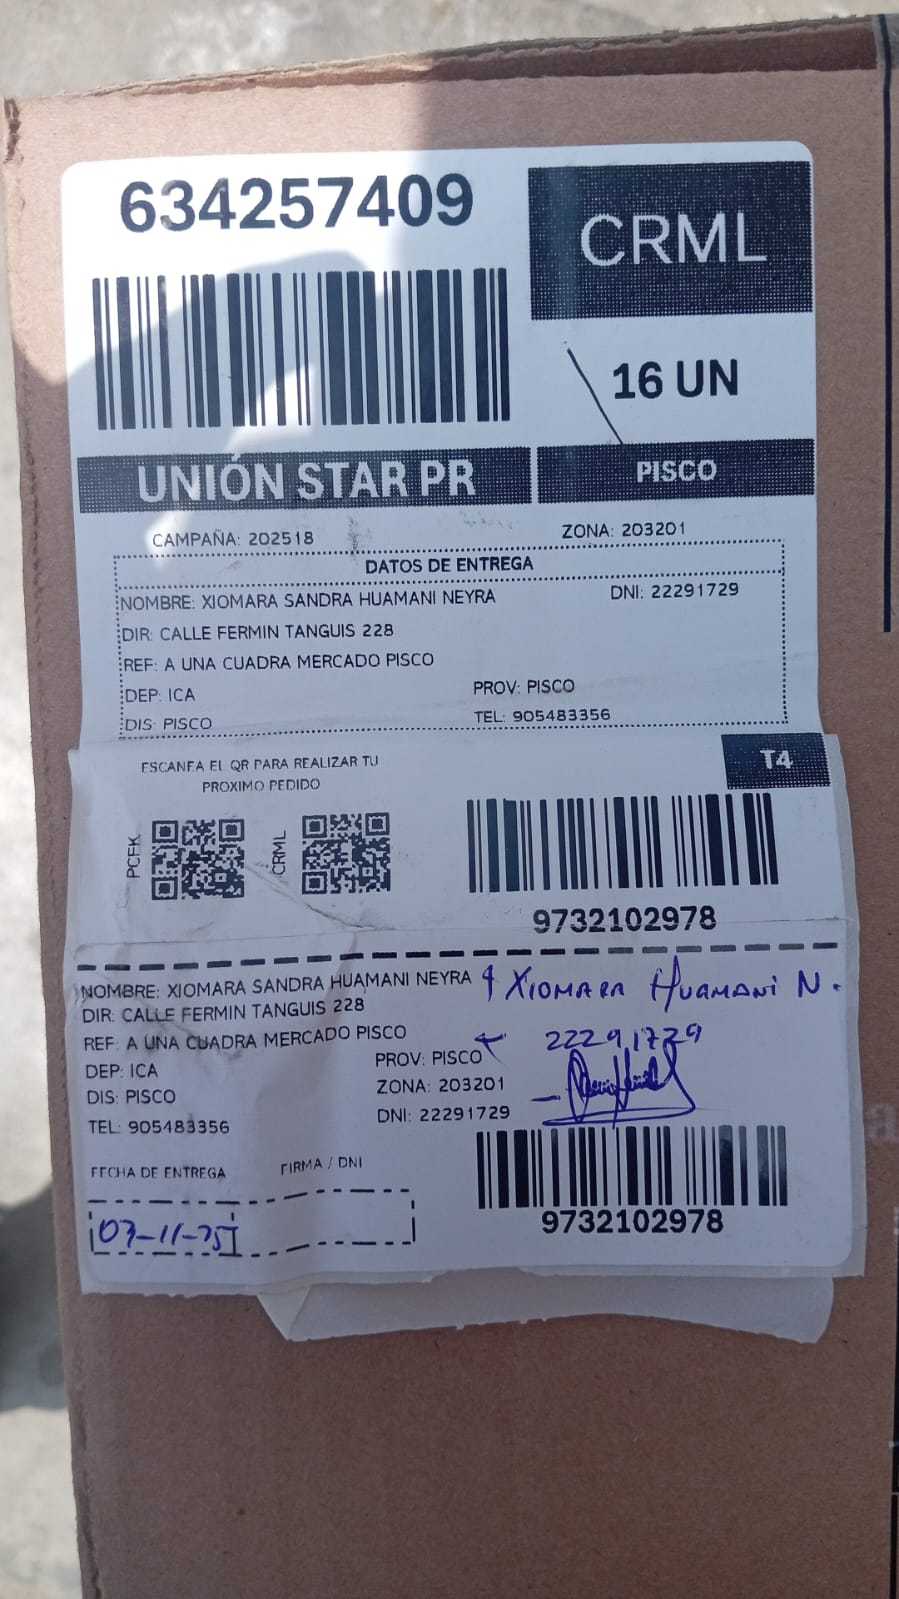 634257409
CRML
16 UN
UNIÓN STAR PR
PISCO
CAMPAÑA: 202518
ZONA: 203201
DATOS DE ENTREGA
NOMBRE: XIOMARA SANDRA HUAMANI NEYRA DNI: 22291729
DIR: CALLE FERMIN TANGUIS 228
REF: A UNA CUADRA MERCADO PISCO
DEP: ICA PROV: PISCO
DIS: PISCO TEL: 905483356
ESCANEA EL QR PARA REALIZAR TU
PROXIMO PEDIDO
T4
PCFK
CRML
9732102978
NOMBRE: XIOMARA SANDRA HUAMANI NEYRA
XIOMARA HUAMANI N.
DIR: CALLE FERMIN TANGUIS 228
REF: A UNA CUADRA MERCADO PISCO
22291729
DEP: ICA PROV: PISCO
DIS: PISCO ZONA: 203201
TEL: 905483356 DNI: 22291729
FECHA DE ENTREGA FIRMA / DNI
9732102978